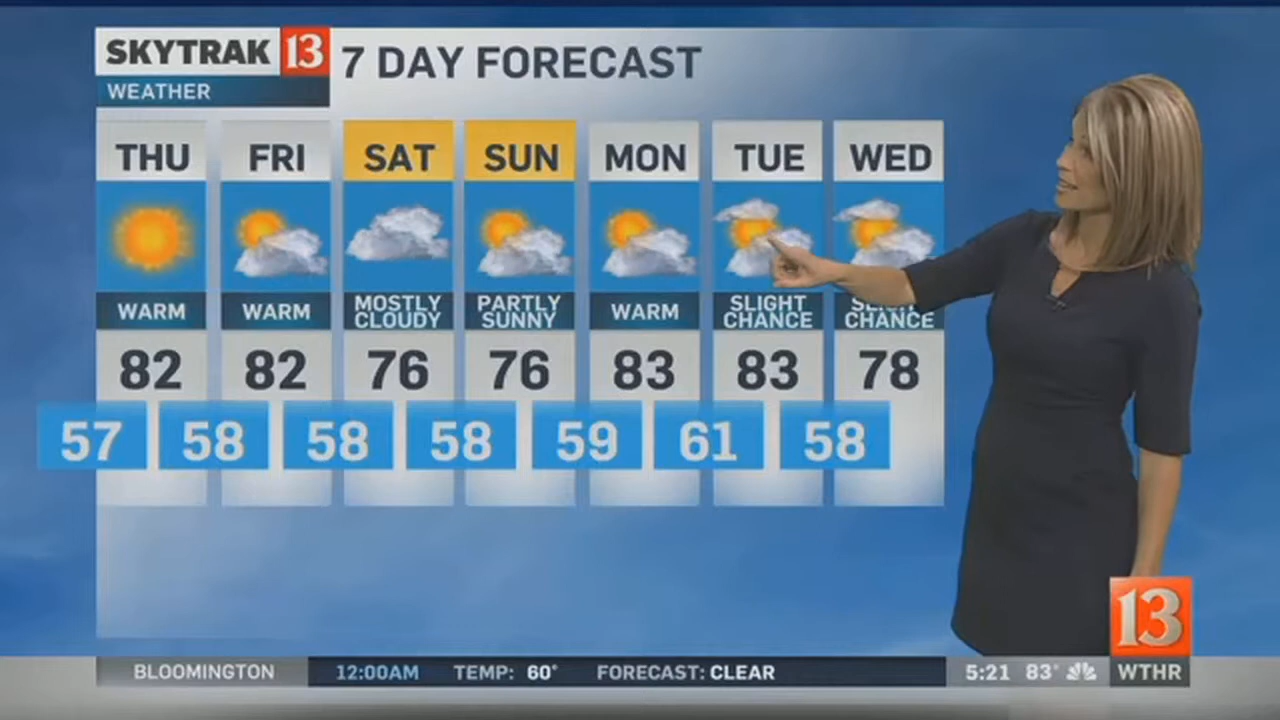 SKYTRAK 13
WEATHER
7 DAY FORECAST
THU FRI SAT SUN MON TUE WED
WARM WARM MOSTLY CLOUDY PARTLY SUNNY WARM SLIGHT CHANCE SLIGHT CHANCE
82 82 76 76 83 83 78
57 58 58 58 59 61 58
13
BLOOMINGTON 12:00AM TEMP: 60° FORECAST: CLEAR 5:21 83° WTHR